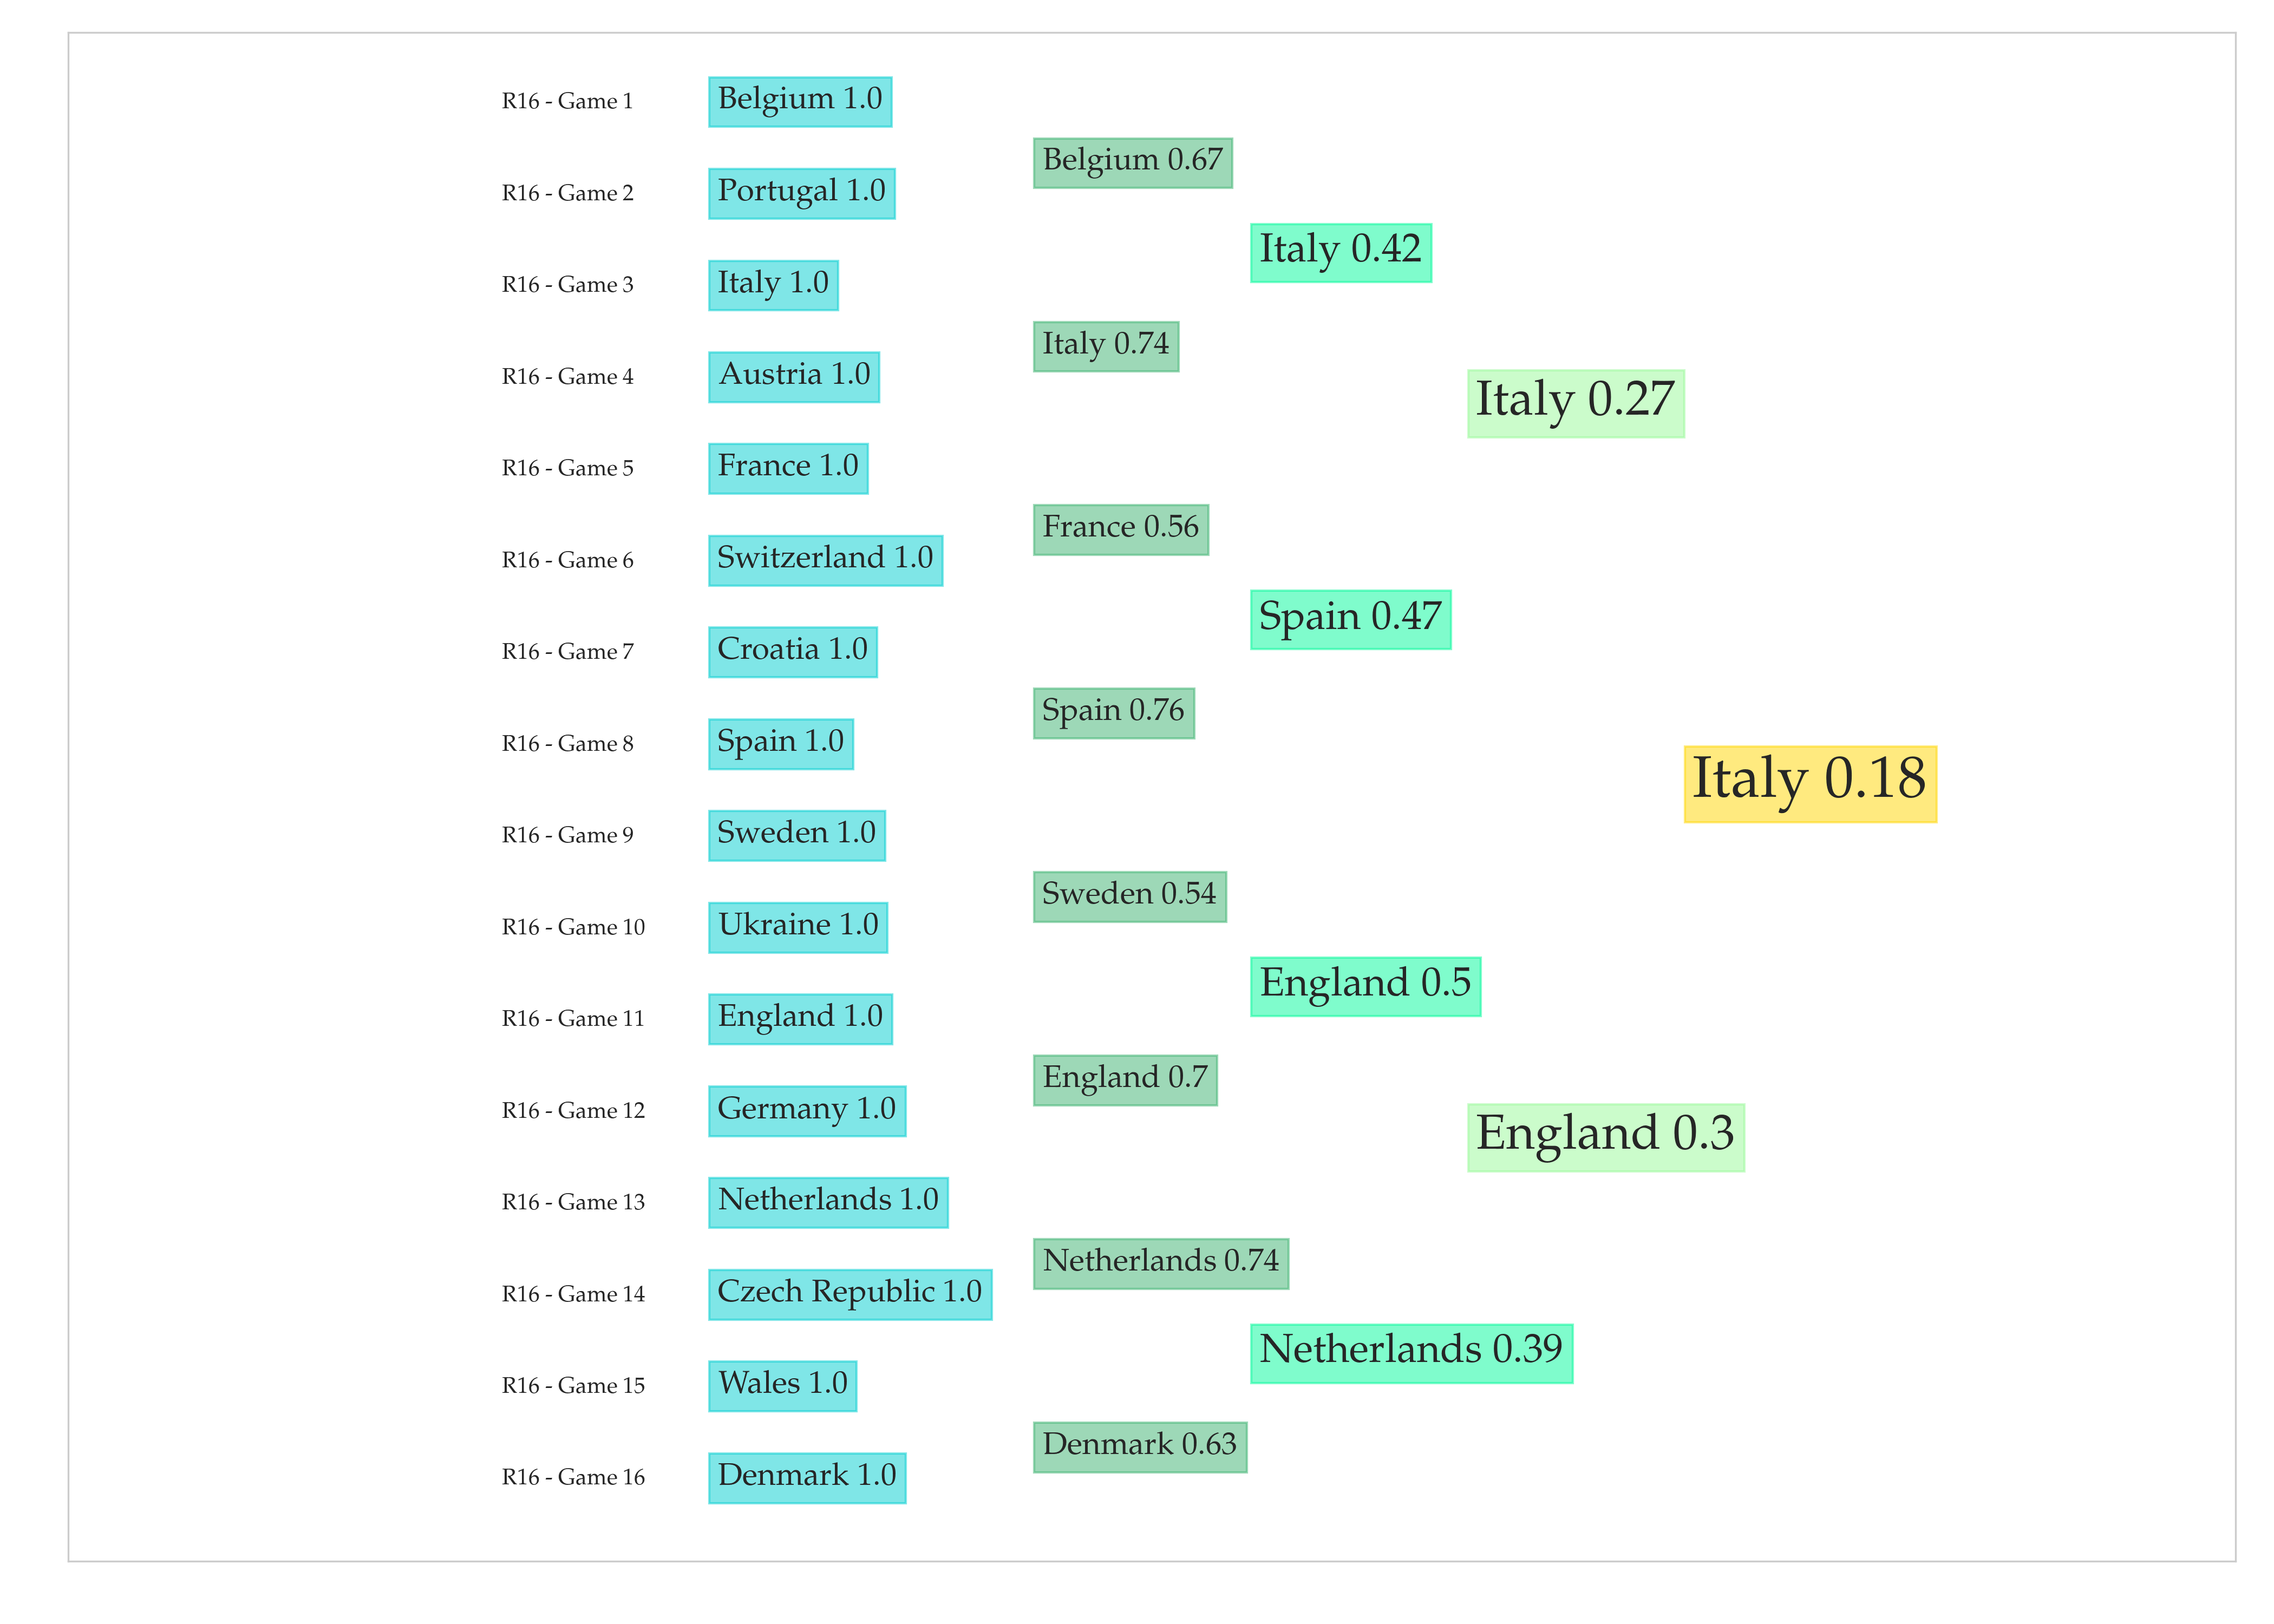 R16 - Game 1
Belgium 1.0
Belgium 0.67
R16 - Game 2
Portugal 1.0
Italy 0.42
R16 - Game 3
Italy 1.0
Italy 0.74
R16 - Game 4
Austria 1.0
Italy 0.27
R16 - Game 5
France 1.0
France 0.56
R16 - Game 6
Switzerland 1.0
Spain 0.47
R16 - Game 7
Croatia 1.0
Spain 0.76
R16 - Game 8
Spain 1.0
Italy 0.18
R16 - Game 9
Sweden 1.0
Sweden 0.54
R16 - Game 10
Ukraine 1.0
England 0.5
R16 - Game 11
England 1.0
England 0.7
R16 - Game 12
Germany 1.0
England 0.3
R16 - Game 13
Netherlands 1.0
Netherlands 0.74
R16 - Game 14
Czech Republic 1.0
Netherlands 0.39
R16 - Game 15
Wales 1.0
Denmark 0.63
R16 - Game 16
Denmark 1.0